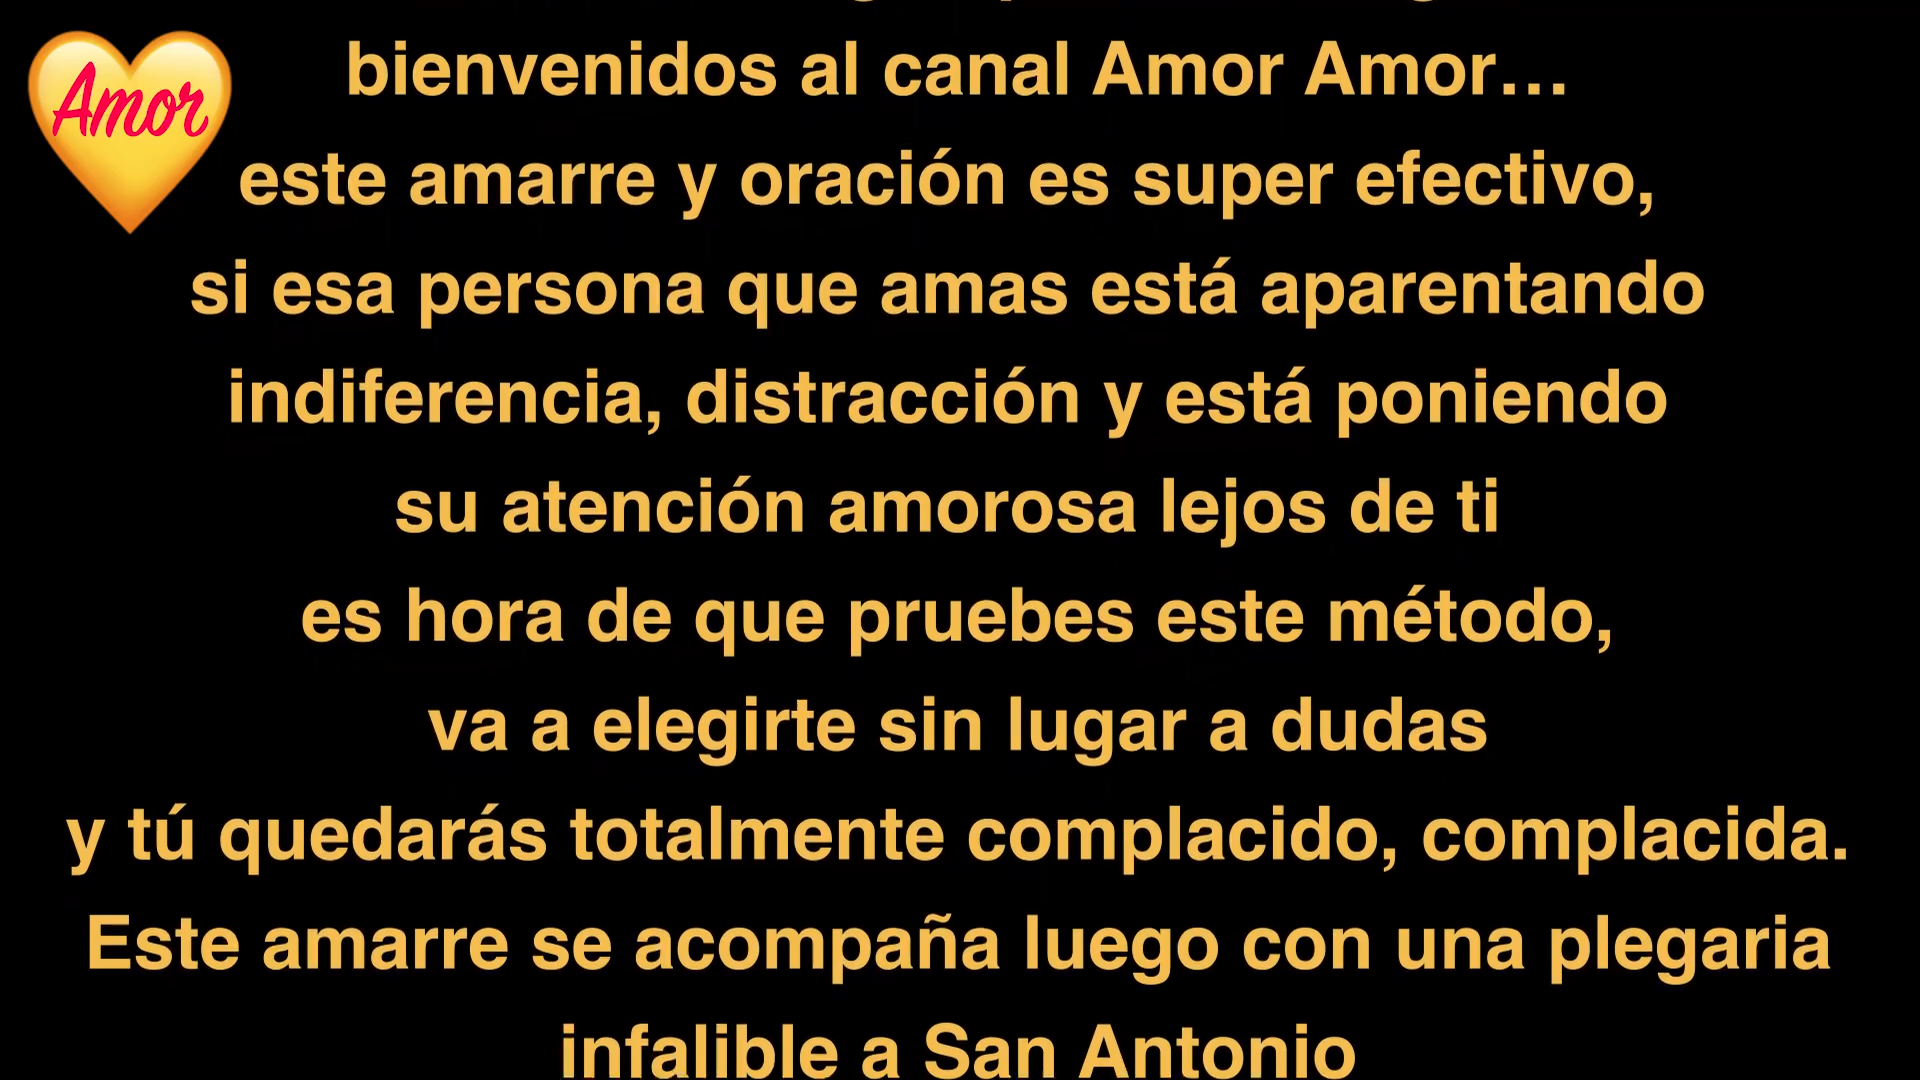 Amor
bienvenidos al canal Amor Amor...
este amarre y oración es super efectivo,
si esa persona que amas está aparentando
indiferencia, distracción y está poniendo
su atención amorosa lejos de ti
es hora de que pruebes este método,
va a elegirte sin lugar a dudas
y tú quedarás totalmente complacido, complacida.
Este amarre se acompaña luego con una plegaria
infalible a San Antonio